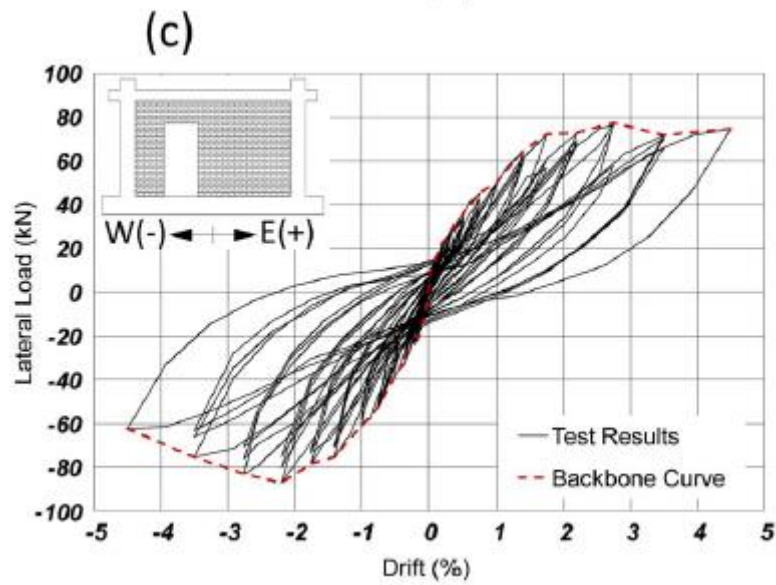 (c)
100
80
60
40
20
0
-20
-40
-60
-80
-100
Lateral Load (kN)
W(-) E(+)
Test Results
Backbone Curve
-5 -4 -3 -2 -1 0 1 2 3 4 5
Drift (%)